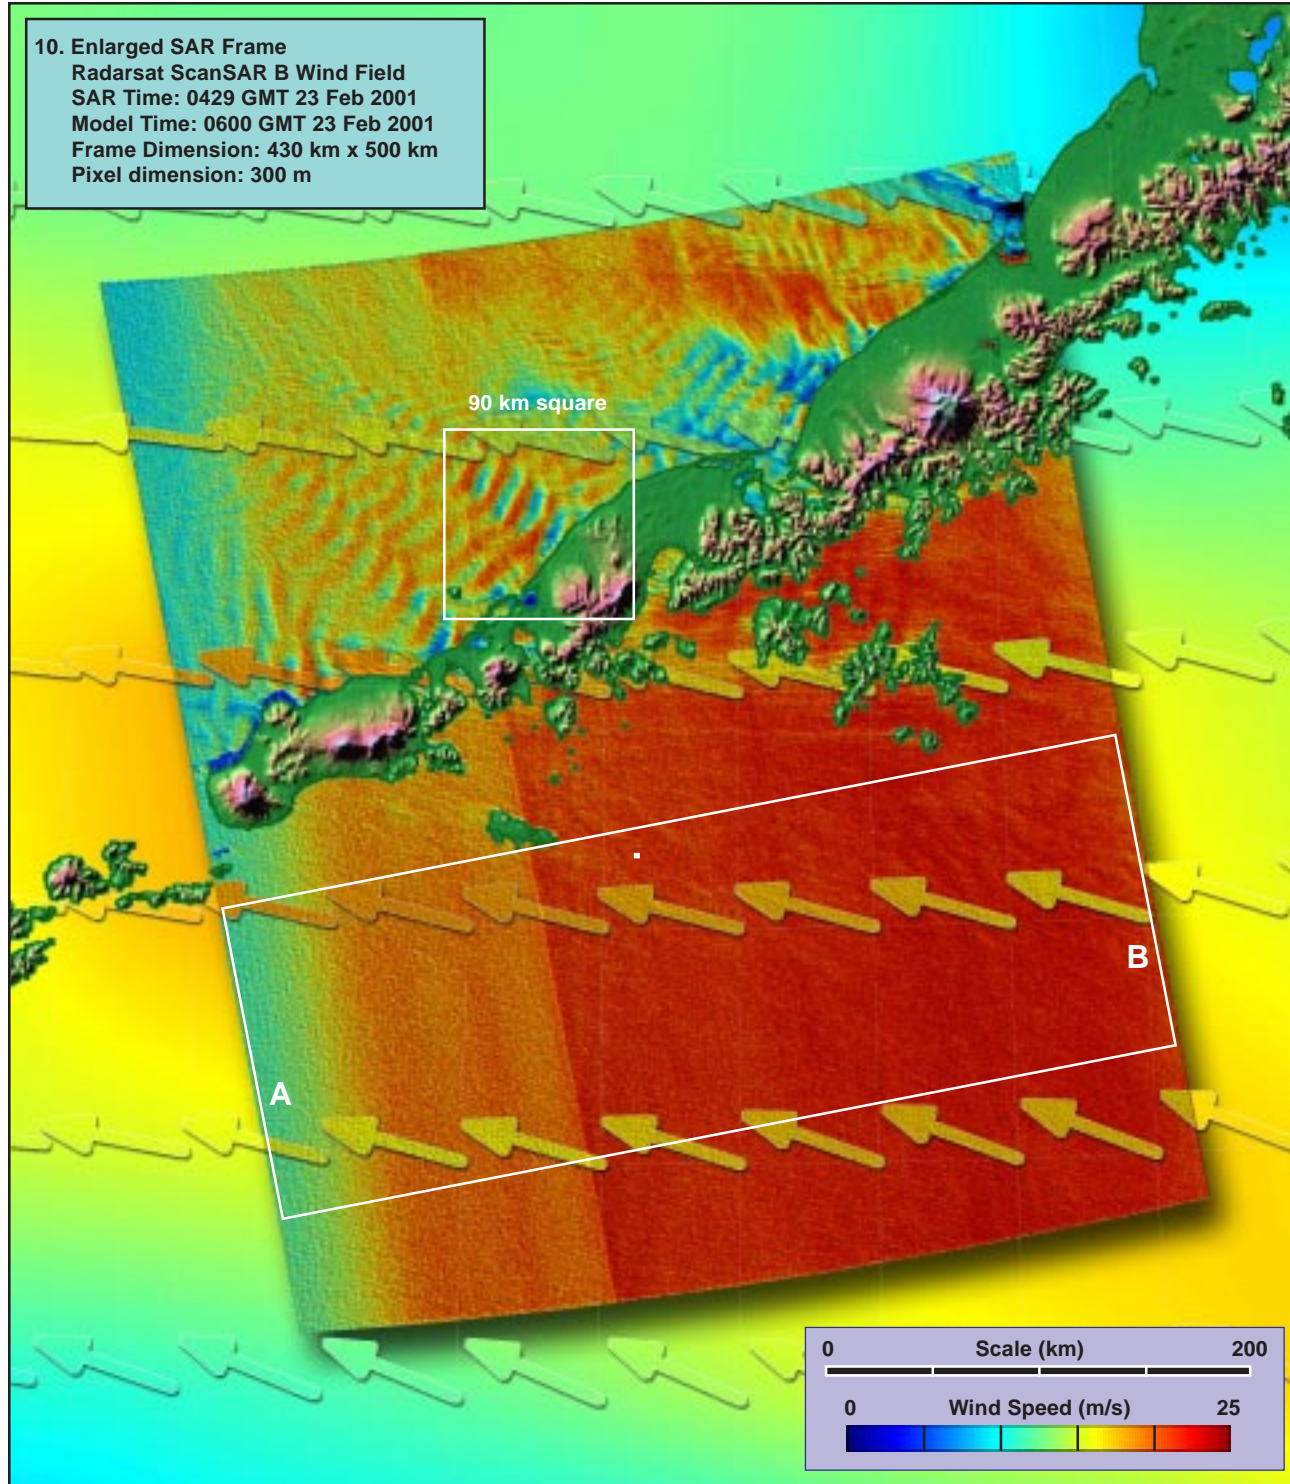 10. Enlarged SAR Frame
Radarsat ScanSAR B Wind Field
SAR Time: 0429 GMT 23 Feb 2001
Model Time: 0600 GMT 23 Feb 2001
Frame Dimension: 430 km x 500 km
Pixel dimension: 300 m
90 km square
B
A
0 Scale (km) 200
0 Wind Speed (m/s) 25